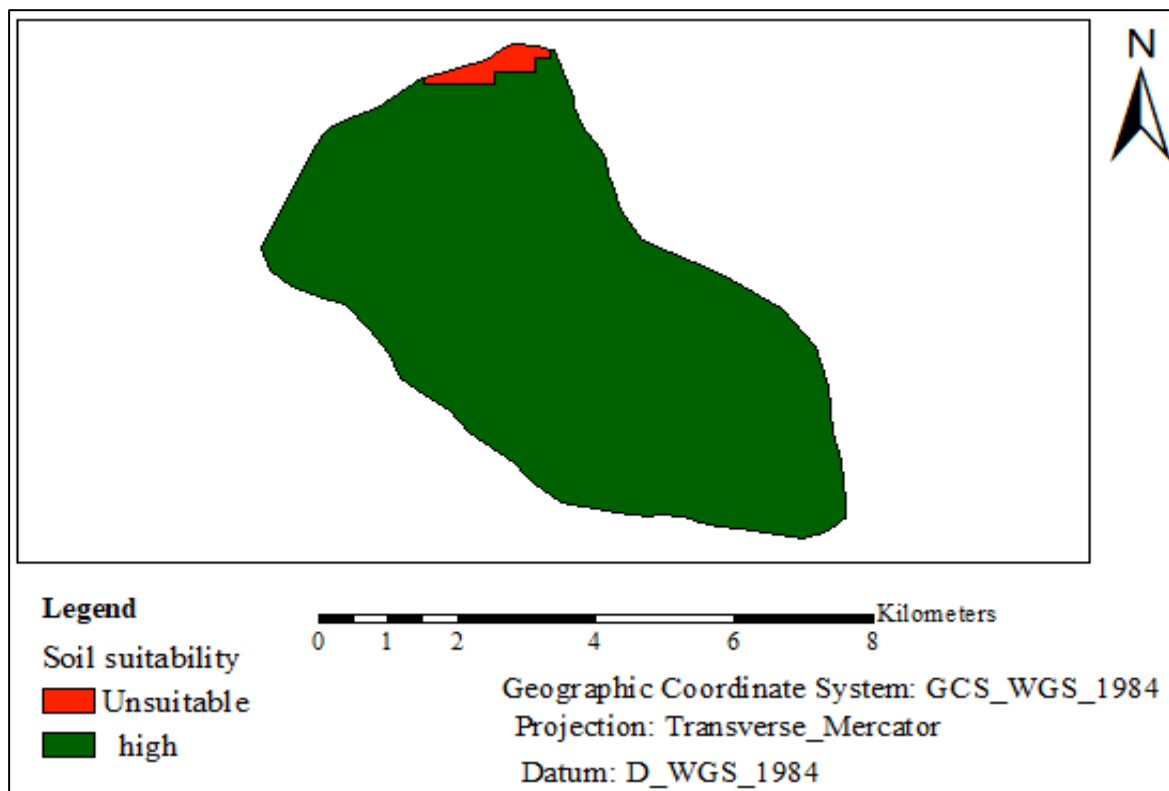 N
Legend
Kilometers
0 1 2 4 6 8
Soil suitability
Unsuitable
high
Geographic Coordinate System: GCS_WGS_1984
Projection: Transverse_Mercator
Datum: D_WGS_1984